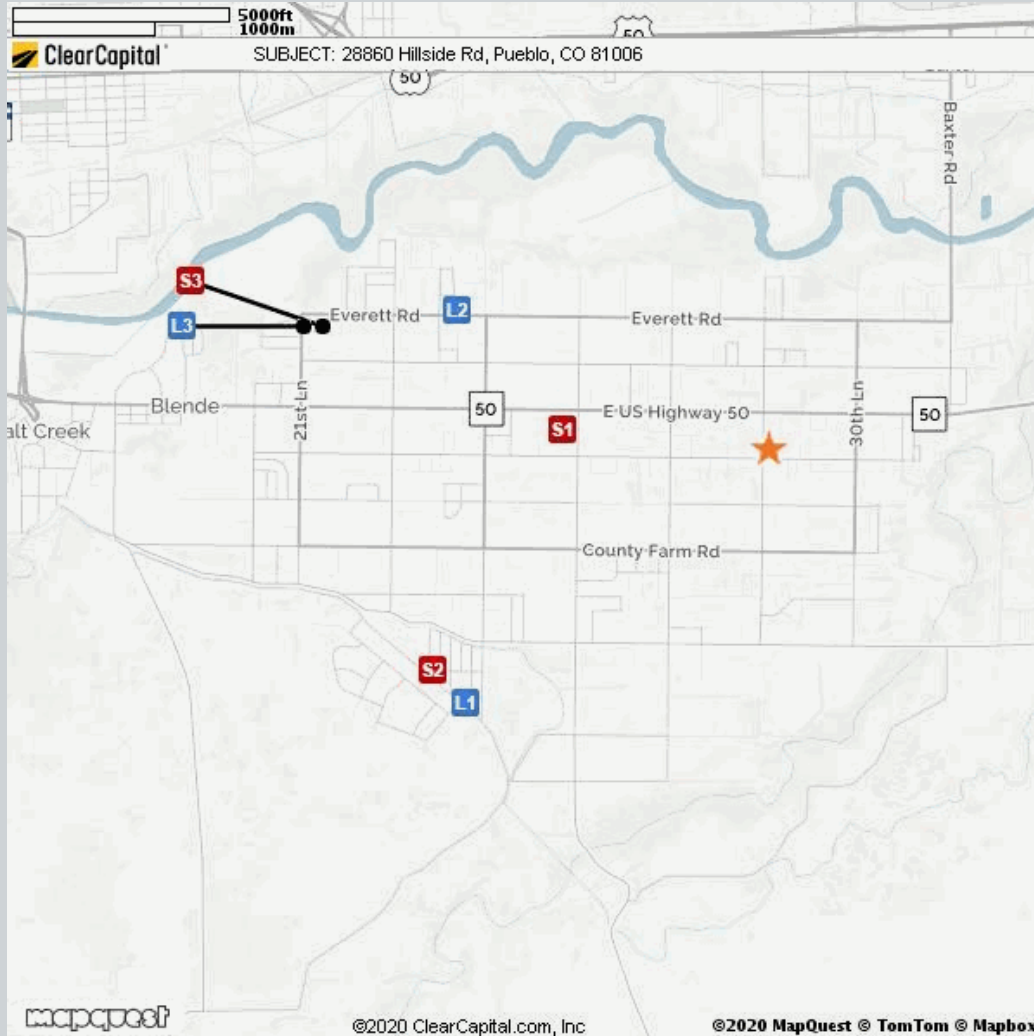 5000ft
1000m
50
ClearCapital
SUBJECT: 28860 Hillside Rd, Pueblo, CO 81006
50
Baxter Rd
S3
L3
Everett Rd
L2
Everett Rd
Blende
21st Ln
50
E US Highway 50
30th Ln
50
alt Creek
S1
County Farm Rd
S2
L1
mapquest
©2020 ClearCapital.com, Inc
©2020 MapQuest © TomTom © Mapbox